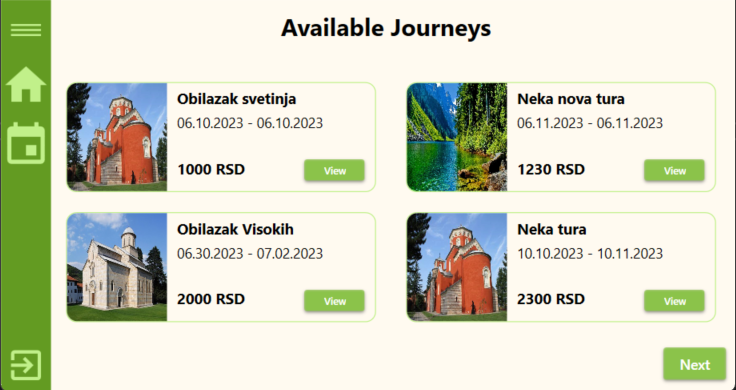 Available Journeys
Obilazak svetinja
06.10.2023 - 06.10.2023
1000 RSD
View
Neka nova tura
06.11.2023 - 06.11.2023
1230 RSD
View
Obilazak Visokih
06.30.2023 - 07.02.2023
2000 RSD
View
Neka tura
10.10.2023 - 10.11.2023
2300 RSD
View
Next